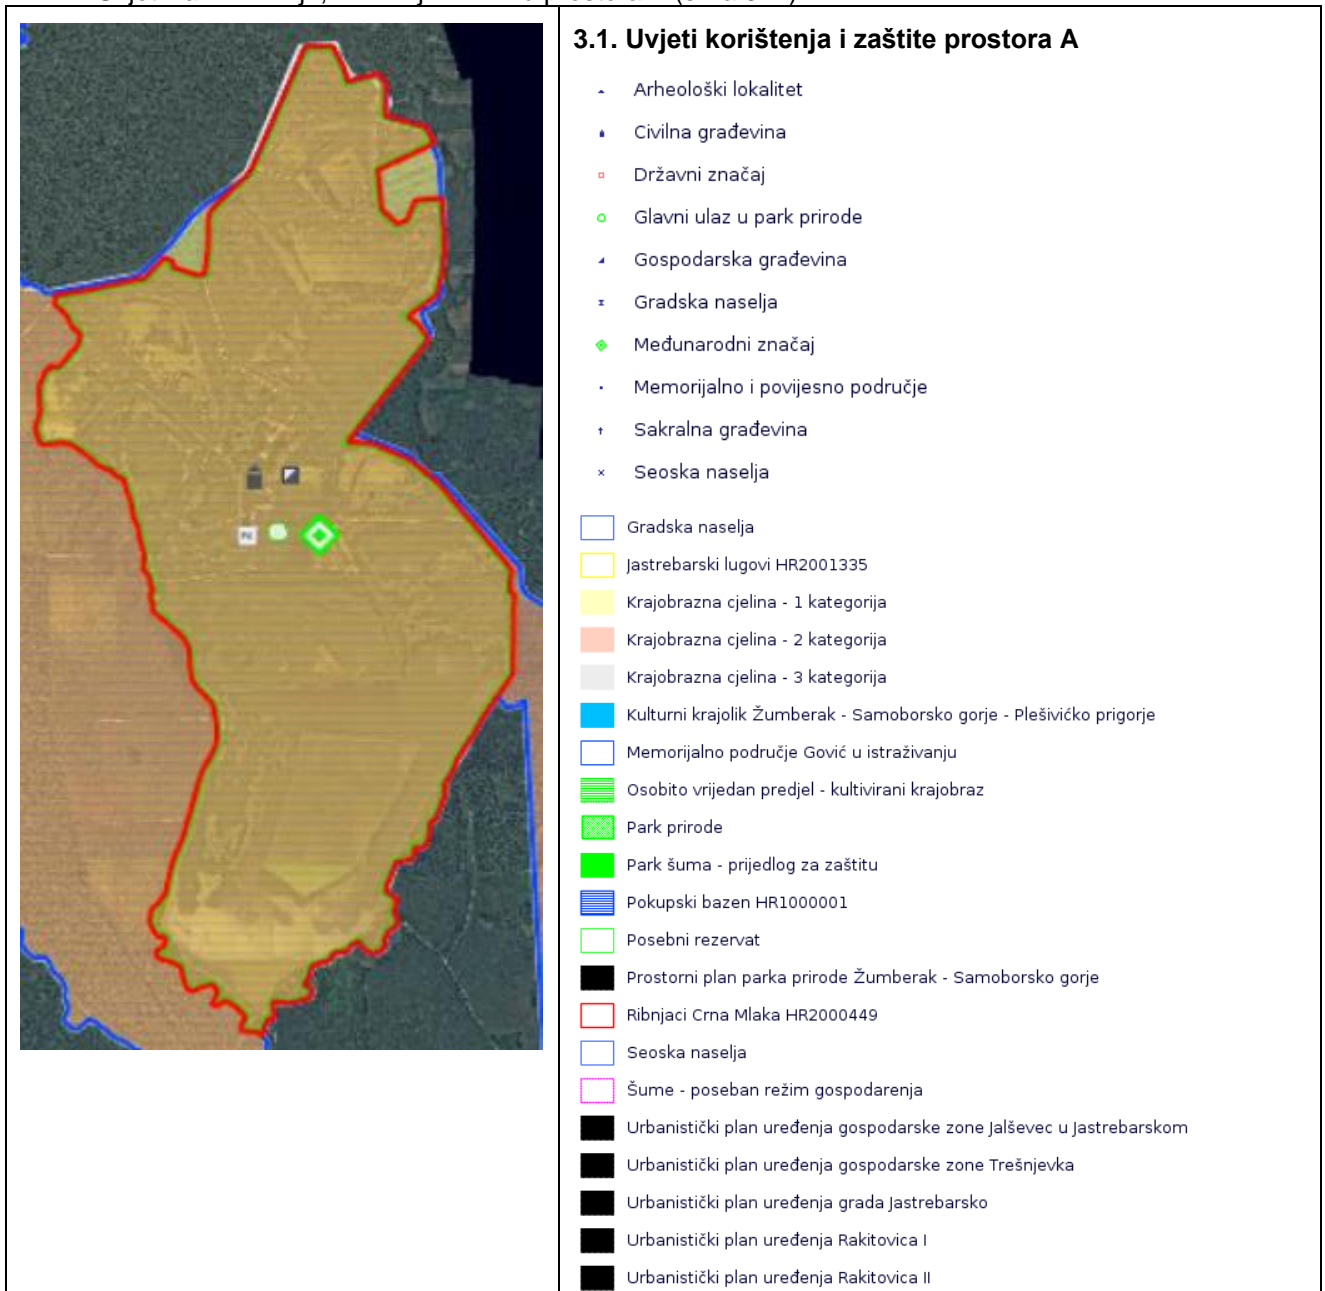 3.1. Uvjeti korištenja i zaštite prostora A
Arheološki lokalitet
Civilna građevina
Državni značaj
Glavni ulaz u park prirode
Gospodarska građevina
Gradska naselja
Međunarodni značaj
Memorijalno i povijesno područje
Sakralna građevina
Seoska naselja
Gradska naselja
Jastrebarski lugovi HR2001335
Krajobrazna cjelina - 1 kategorija
Krajobrazna cjelina - 2 kategorija
Krajobrazna cjelina - 3 kategorija
Kulturni krajolik Žumberak - Samoborsko gorje - Plešivićko prigorje
Memorijalno područje Gović u istraživanju
Osobito vrijedan predjel - kultivirani krajobraz
Park prirode
Park šuma - prijedlog za zaštitu
Pokupski bazen HR1000001
Posebni rezervat
Prostorni plan parka prirode Žumberak - Samoborsko gorje
Ribnjaci Crna Mlaka HR2000449
Seoska naselja
Šume - poseban režim gospodarenja
Urbanistički plan uređenja gospodarske zone Jalševec u Jastrebarskom
Urbanistički plan uređenja gospodarske zone Trešnjevka
Urbanistički plan uređenja grada Jastrebarsko
Urbanistički plan uređenja Rakitovica I
Urbanistički plan uređenja Rakitovica II